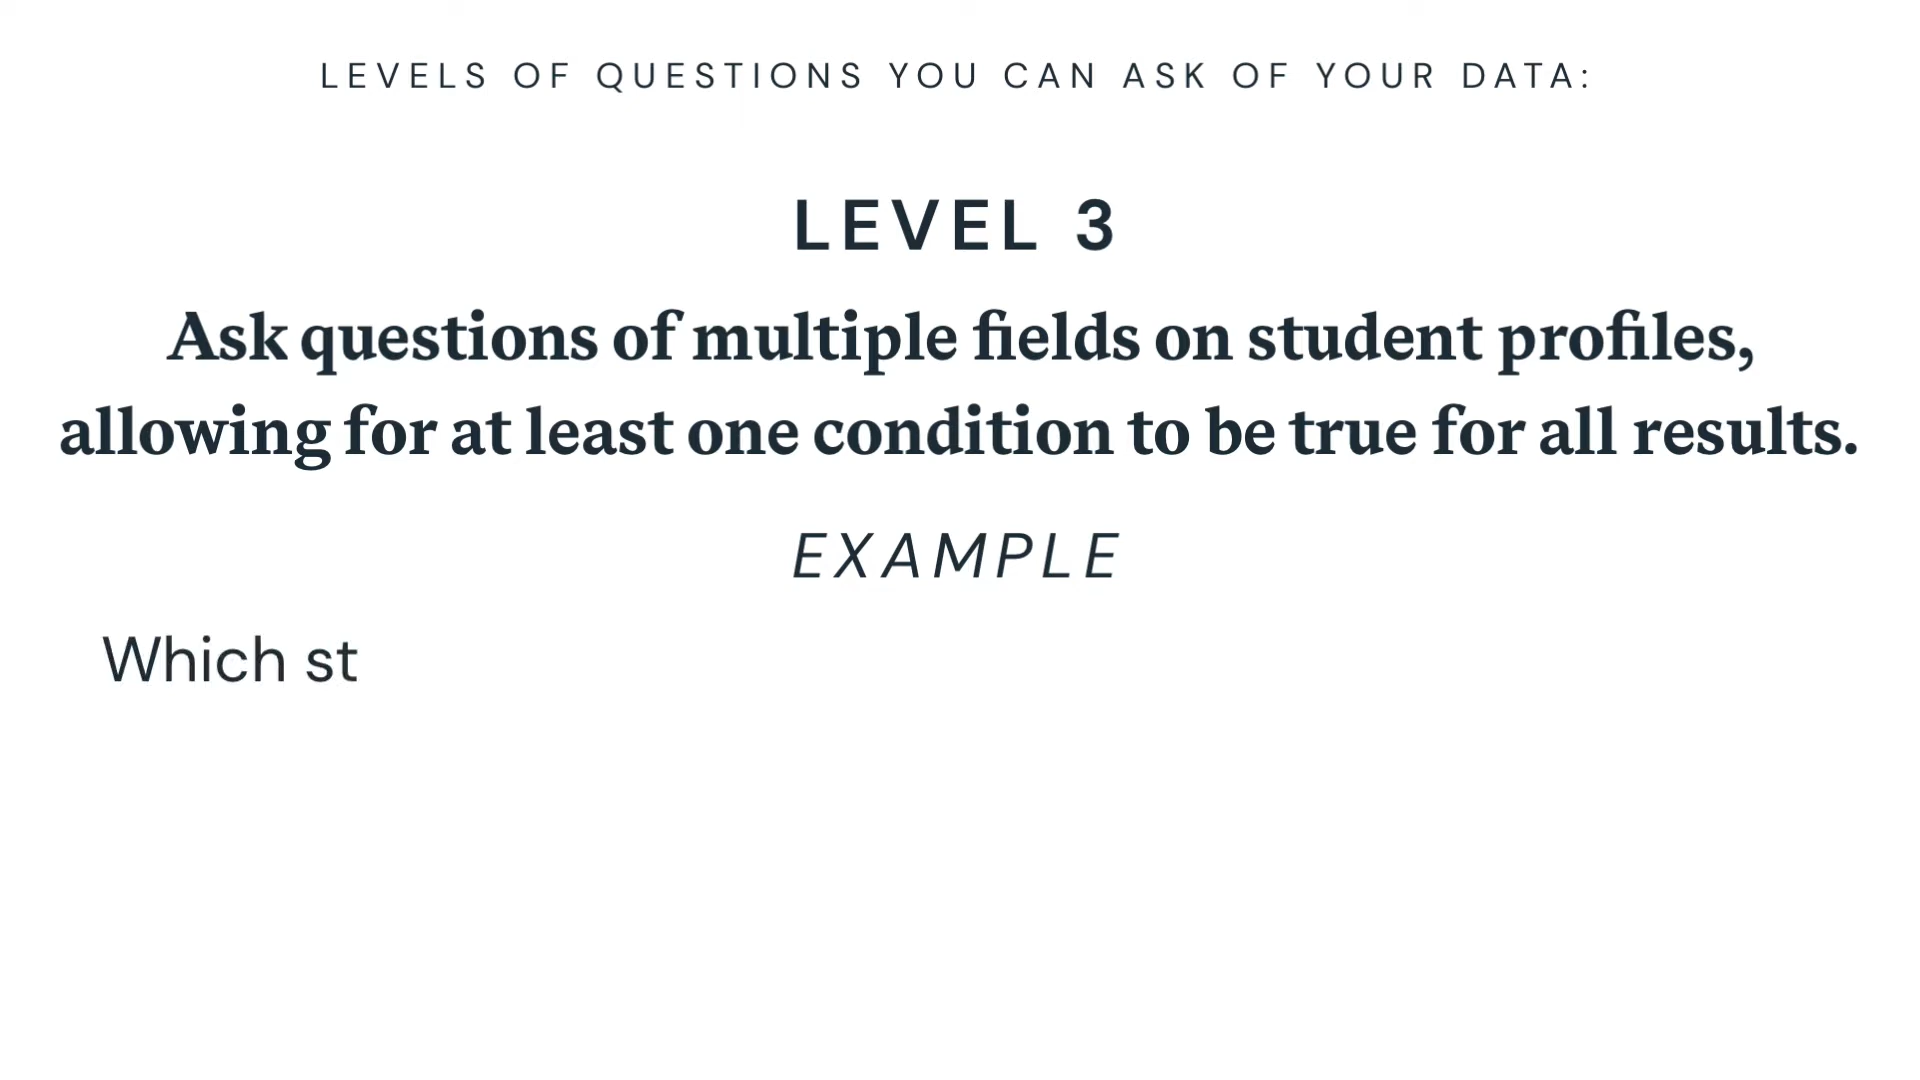 LEVELS OF QUESTIONS YOU CAN ASK OF YOUR DATA:
LEVEL 3
Ask questions of multiple fields on student profiles,
allowing for at least one condition to be true for all results.
EXAMPLE
Which st